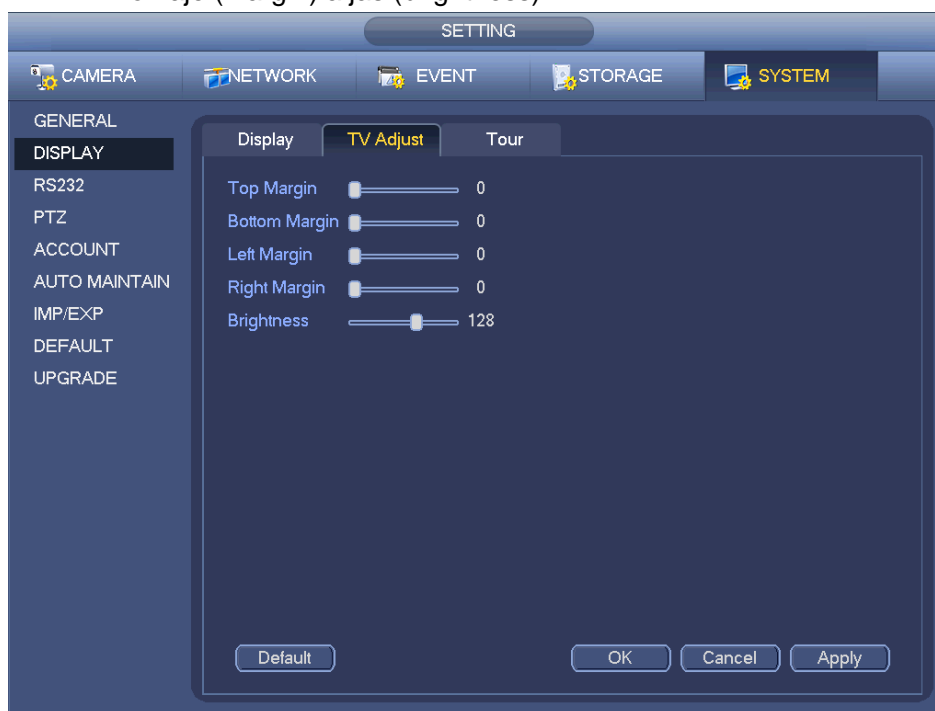 (margin)
(brightness)
SETTING
CAMERA NETWORK EVENT STORAGE SYSTEM
GENERAL
DISPLAY
RS232
PTZ
ACCOUNT
AUTO MAINTAIN
IMP/EXP
DEFAULT
UPGRADE
Display TV Adjust Tour
Top Margin 0
Bottom Margin 0
Left Margin 0
Right Margin 0
Brightness 128
Default OK Cancel Apply